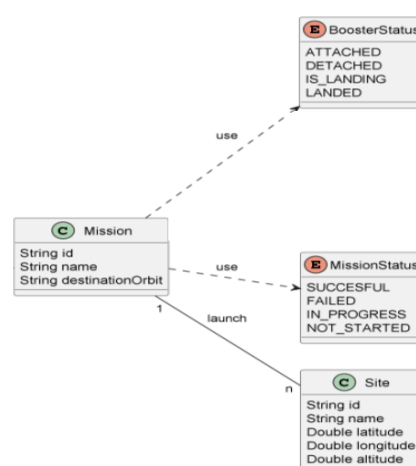 E BoosterStatus
ATTACHED
DETACHED
IS_LANDING
LANDED
use
C Mission
String id
String name
String destinationOrbit
use
E MissionStatus
SUCCESFUL
FAILED
IN_PROGRESS
NOT_STARTED
1
launch
n
C Site
String id
String name
Double latitude
Double longitude
Double altitude